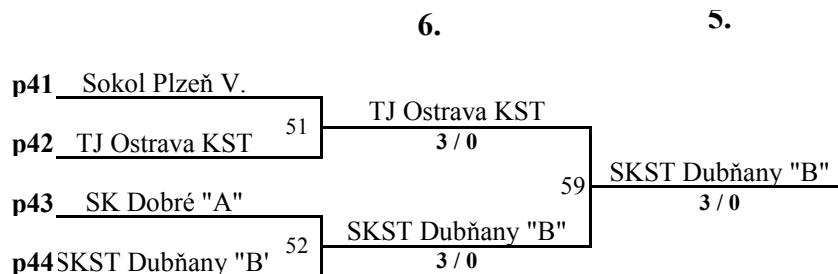 6. 5.
p41 Sokol Plzeň V.
51 TJ Ostrava KST
p42 TJ Ostrava KST 3 / 0
59 SKST Dubňany "B"
p43 SK Dobré "A" 3 / 0
52 SKST Dubňany "B"
p44 SKST Dubňany "B' 3 / 0